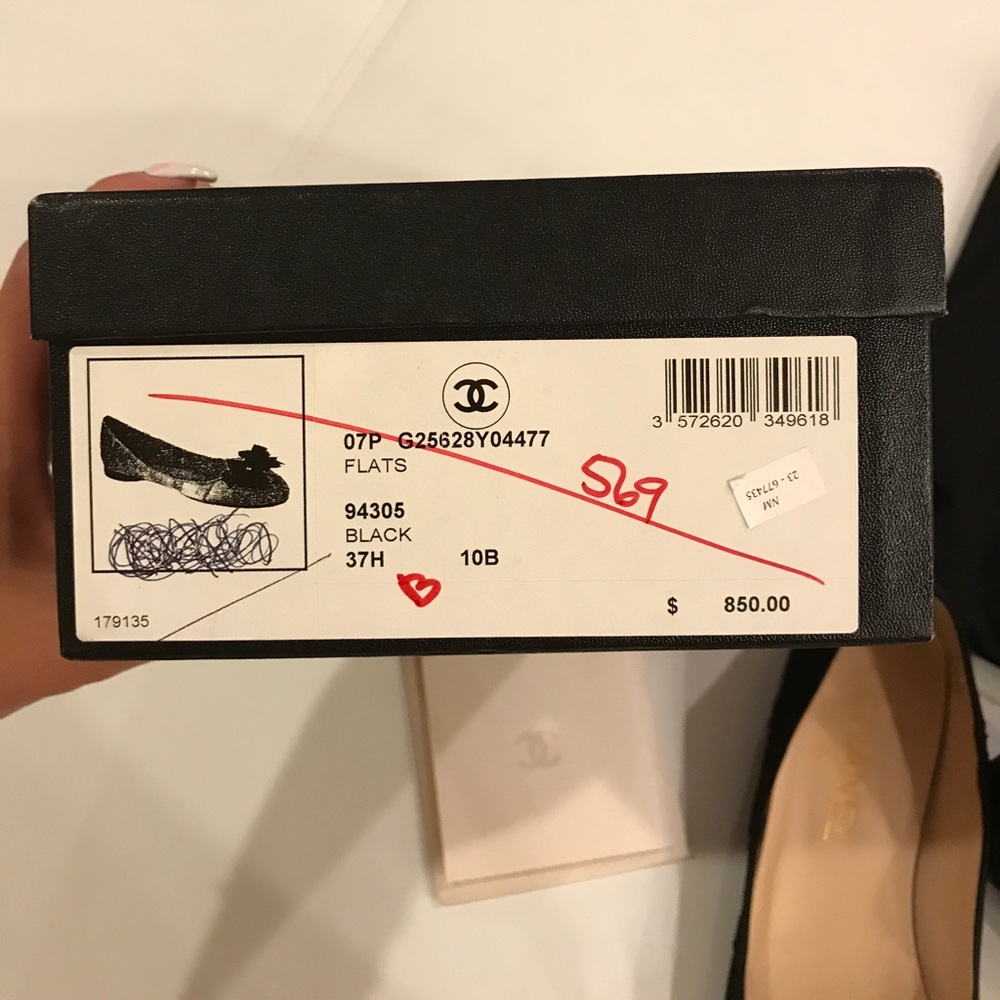 3 572620 349618
07P G25628Y04477
FLATS
569
NM
23 - 677435
94305
BLACK
37H 10B
$ 850.00
179135